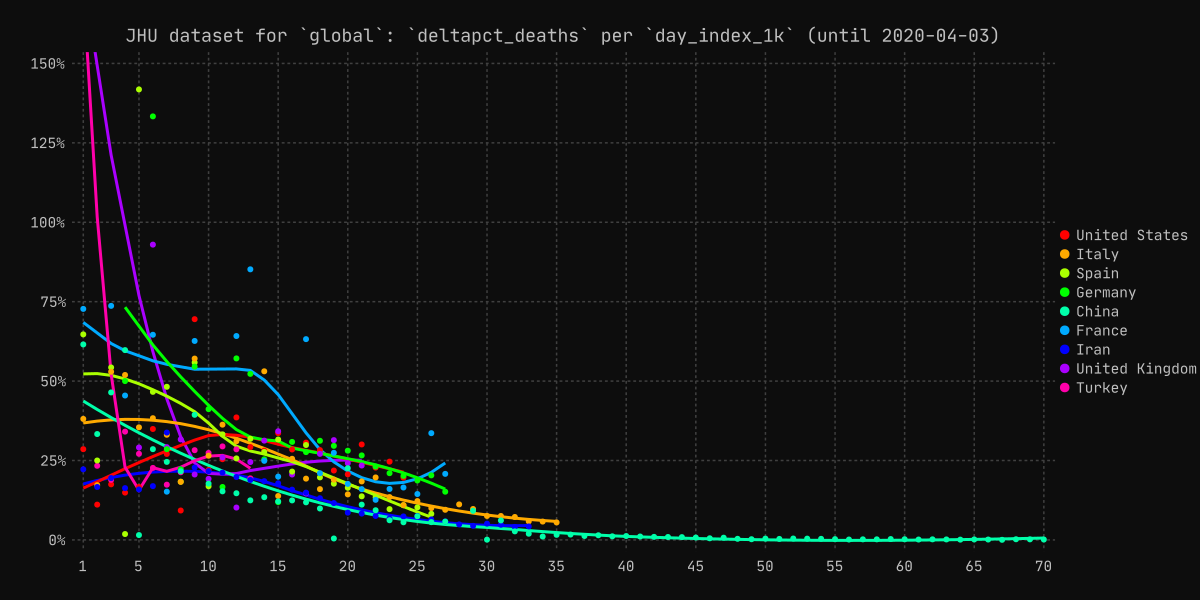 JHU dataset for `global`: `deltapct_deaths` per `day_index_1k` (until 2020-04-03)
150%
125%
100%
75%
50%
25%
0%
1 5 10 15 20 25 30 35 40 45 50 55 60 65 70
United States
Italy
Spain
Germany
China
France
Iran
United Kingdom
Turkey